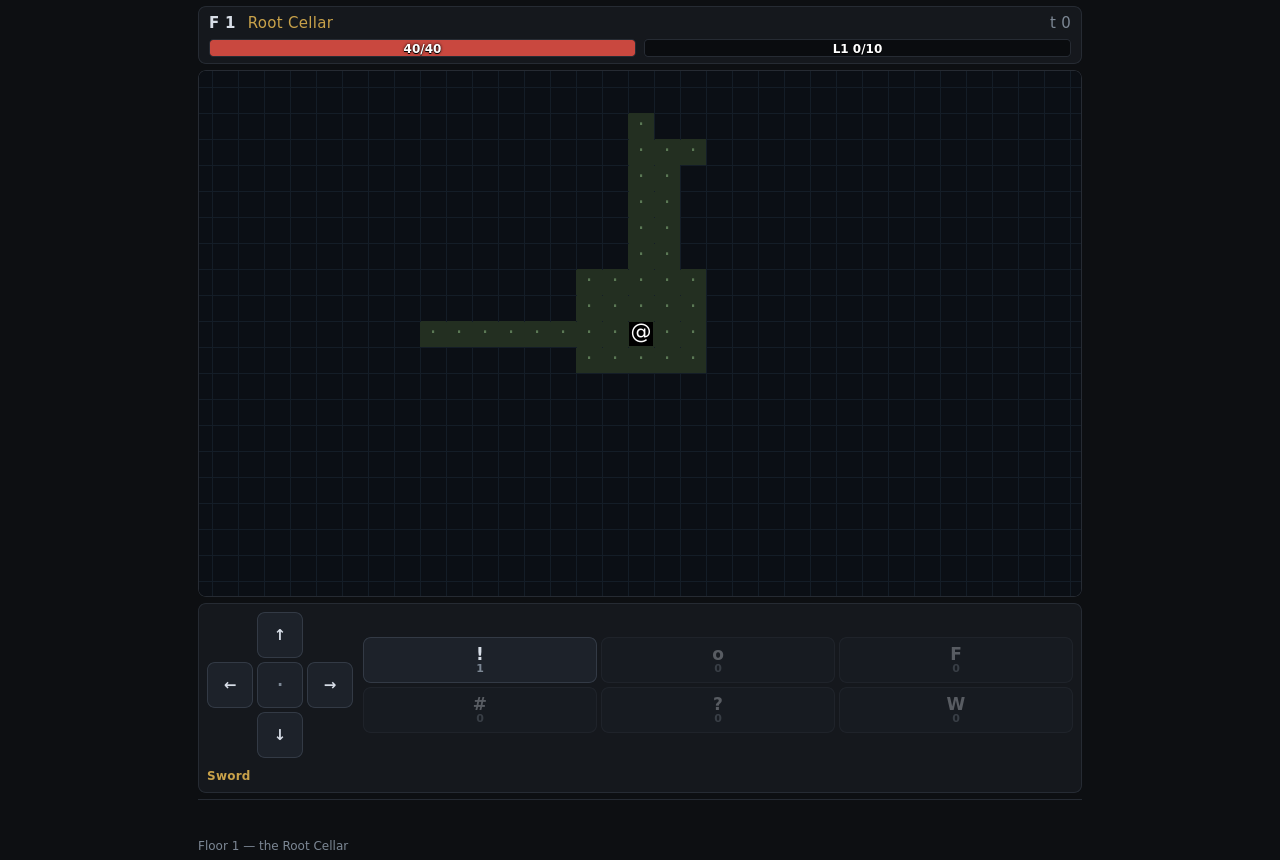 F 1 Root Cellar t 0
40/40 L1 0/10
@
↑
← · →
↓
! o F
1 0 0
# ? W
0 0 0
Sword
Floor 1 — the Root Cellar